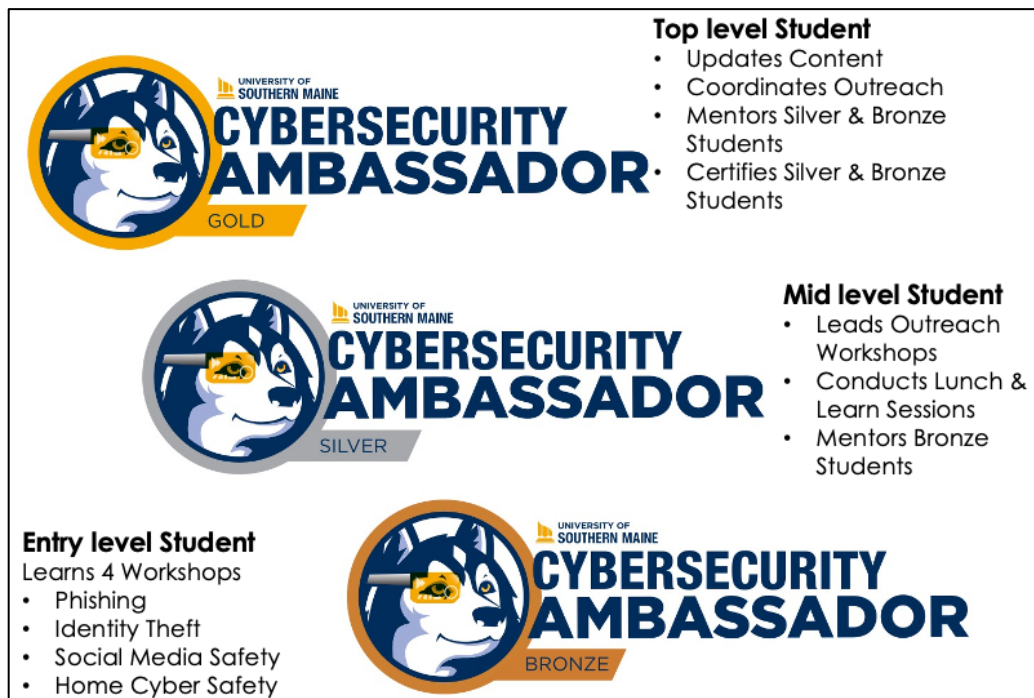 Top level Student
• Updates Content
• Coordinates Outreach
• Mentors Silver & Bronze
Students
• Certifies Silver & Bronze
Students
UNIVERSITY OF
SOUTHERN MAINE
CYBERSECURITY
AMBASSADOR
GOLD
Mid level Student
• Leads Outreach
Workshops
• Conducts Lunch &
Learn Sessions
• Mentors Bronze
Students
UNIVERSITY OF
SOUTHERN MAINE
CYBERSECURITY
AMBASSADOR
SILVER
Entry level Student
Learns 4 Workshops
• Phishing
• Identity Theft
• Social Media Safety
• Home Cyber Safety
UNIVERSITY OF
SOUTHERN MAINE
CYBERSECURITY
AMBASSADOR
BRONZE